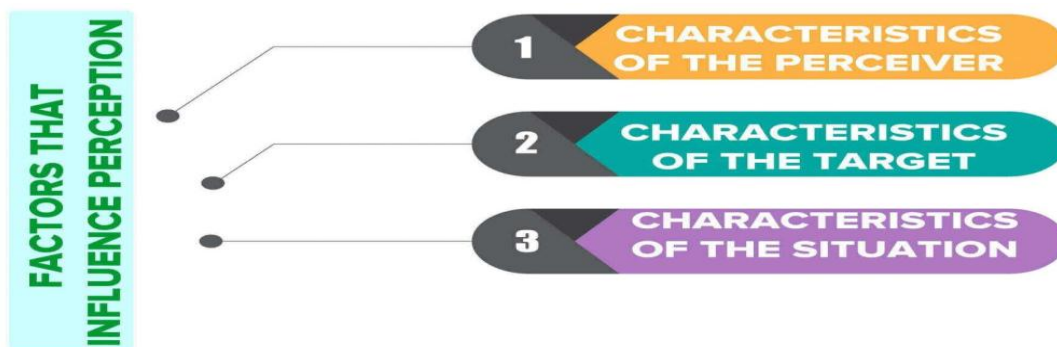 FACTORS THAT
INFLUENCE PERCEPTION
1
CHARACTERISTICS
OF THE PERCEIVER
2
CHARACTERISTICS
OF THE TARGET
3
CHARACTERISTICS
OF THE SITUATION